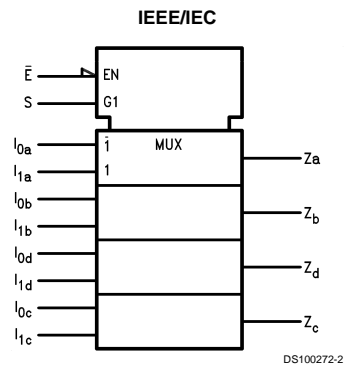 IEEE/IEC
Ē EN
S G1
I0a 1̄ MUX Za
I1a 1
I0b Zb
I1b
I0d Zd
I1d
I0c Zc
I1c
DS100272-2